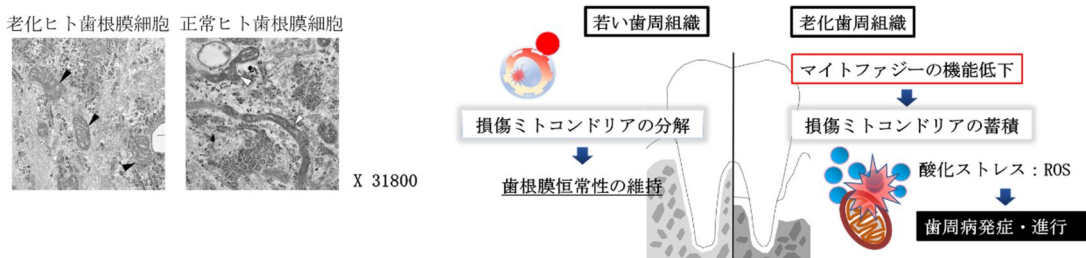 老化ヒト歯根膜細胞
正常ヒト歯根膜細胞
X 31800
若い歯周組織
損傷ミトコンドリアの分解
歯根膜恒常性の維持
老化歯周組織
マイトファジーの機能低下
損傷ミトコンドリアの蓄積
酸化ストレス：ROS
歯周病発症・進行